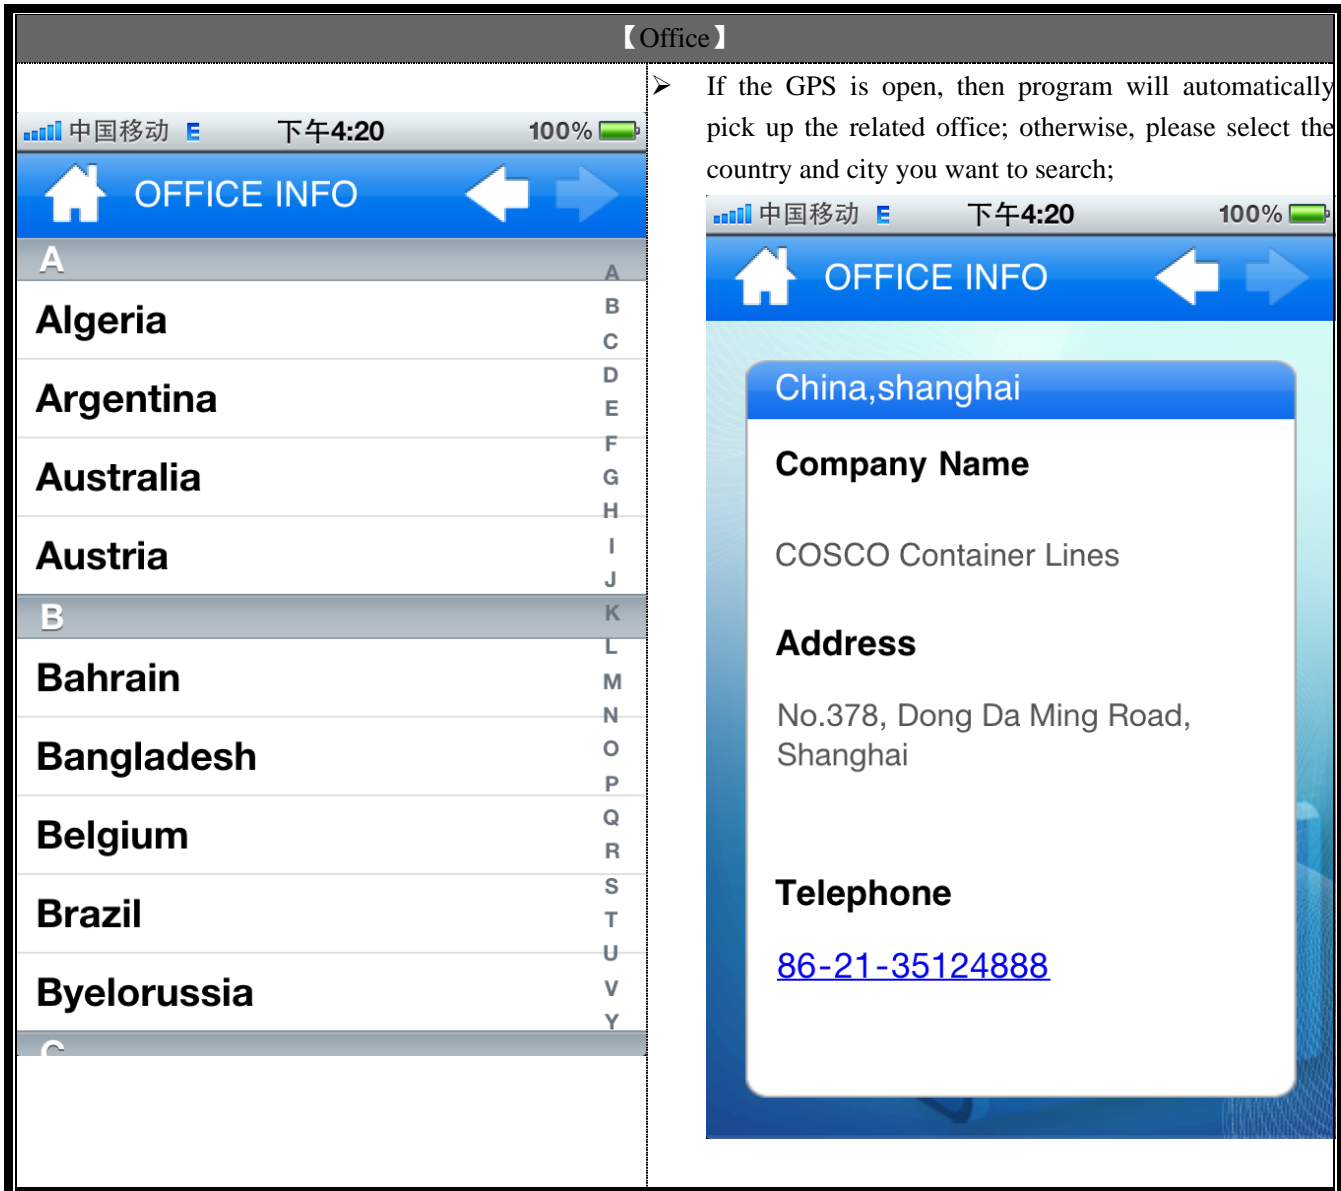 【Office】
中国移动 E 下午4:20 100%
OFFICE INFO
A
Algeria
Argentina
Australia
Austria
B
Bahrain
Bangladesh
Belgium
Brazil
Byelorussia
C
A
B
C
D
E
F
G
H
I
J
K
L
M
N
O
P
Q
R
S
T
U
V
Y
➢ If the GPS is open, then program will automatically
pick up the related office; otherwise, please select the
country and city you want to search;
中国移动 E 下午4:20 100%
OFFICE INFO
China,shanghai
Company Name
COSCO Container Lines
Address
No.378, Dong Da Ming Road,
Shanghai
Telephone
86-21-35124888